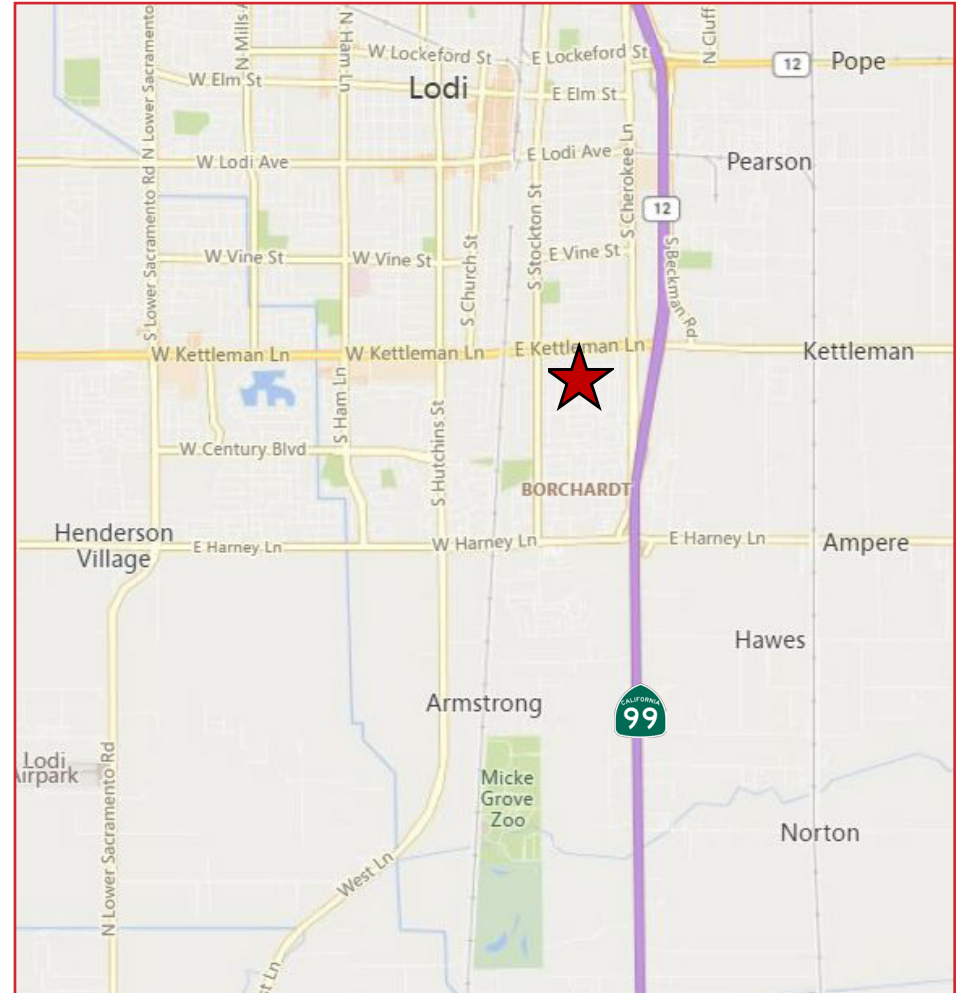 N Lower Sacramento
N Mills A
N Ham Ln
W Lockeford St
E Lockeford St
N Cluff
12
Pope
W Elm St
Lodi
E Elm St
W Lodi Ave
E Lodi Ave
Pearson
S Cherokee Ln
12
S Lower Sacramento Rd
W Vine St
W Vine St
S Church St
S Stockton St
E Vine St
S Beckman Rd
W Kettleman Ln
W Kettleman Ln
E Kettleman Ln
Kettleman
S Ham Ln
S Hutchins St
W Century Blvd
BORCHARDT
Henderson
Village
E Harney Ln
W Harney Ln
E Harney Ln
Ampere
Hawes
Armstrong
CALIFORNIA
99
Lodi
Airpark
N Lower Sacramento Rd
Micke
Grove
Zoo
Norton
West Ln
st Ln